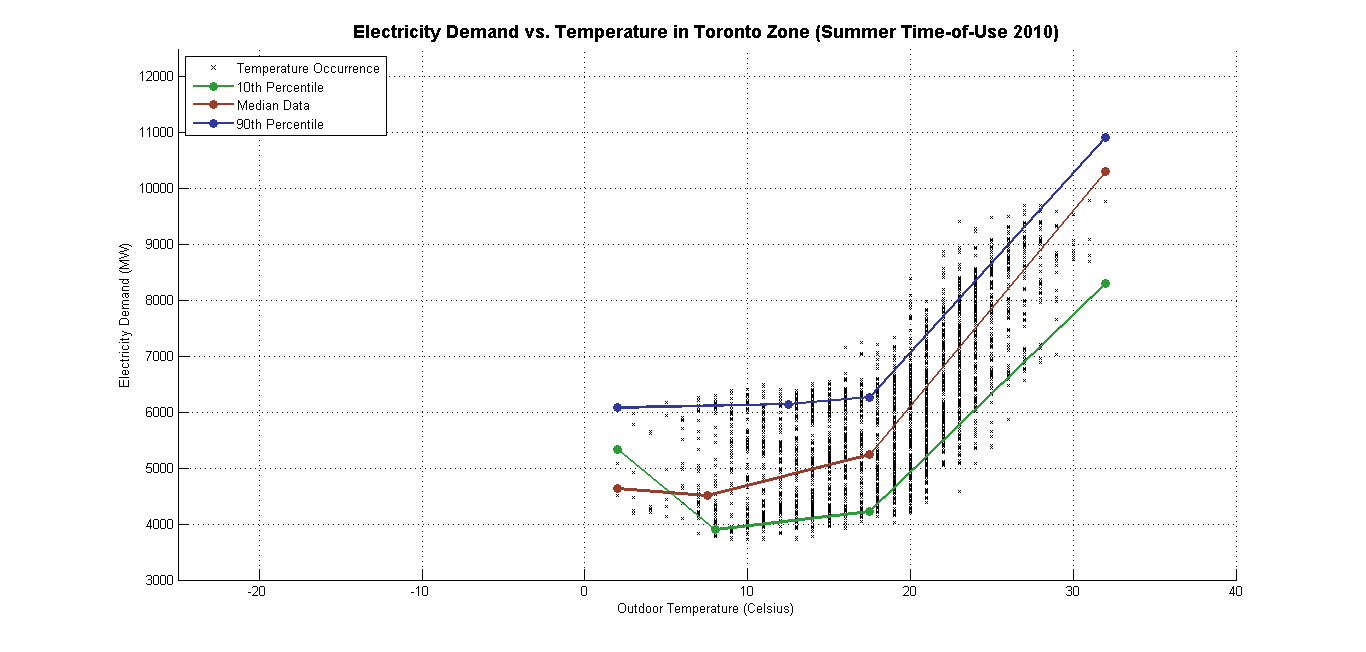 Electricity Demand vs. Temperature in Toronto Zone (Summer Time-of-Use 2010)
Temperature Occurrence
10th Percentile
Median Data
90th Percentile
12000
11000
10000
9000
8000
7000
6000
5000
4000
3000
Electricity Demand (MW)
-20
-10
0
10
20
30
40
Outdoor Temperature (Celsius)